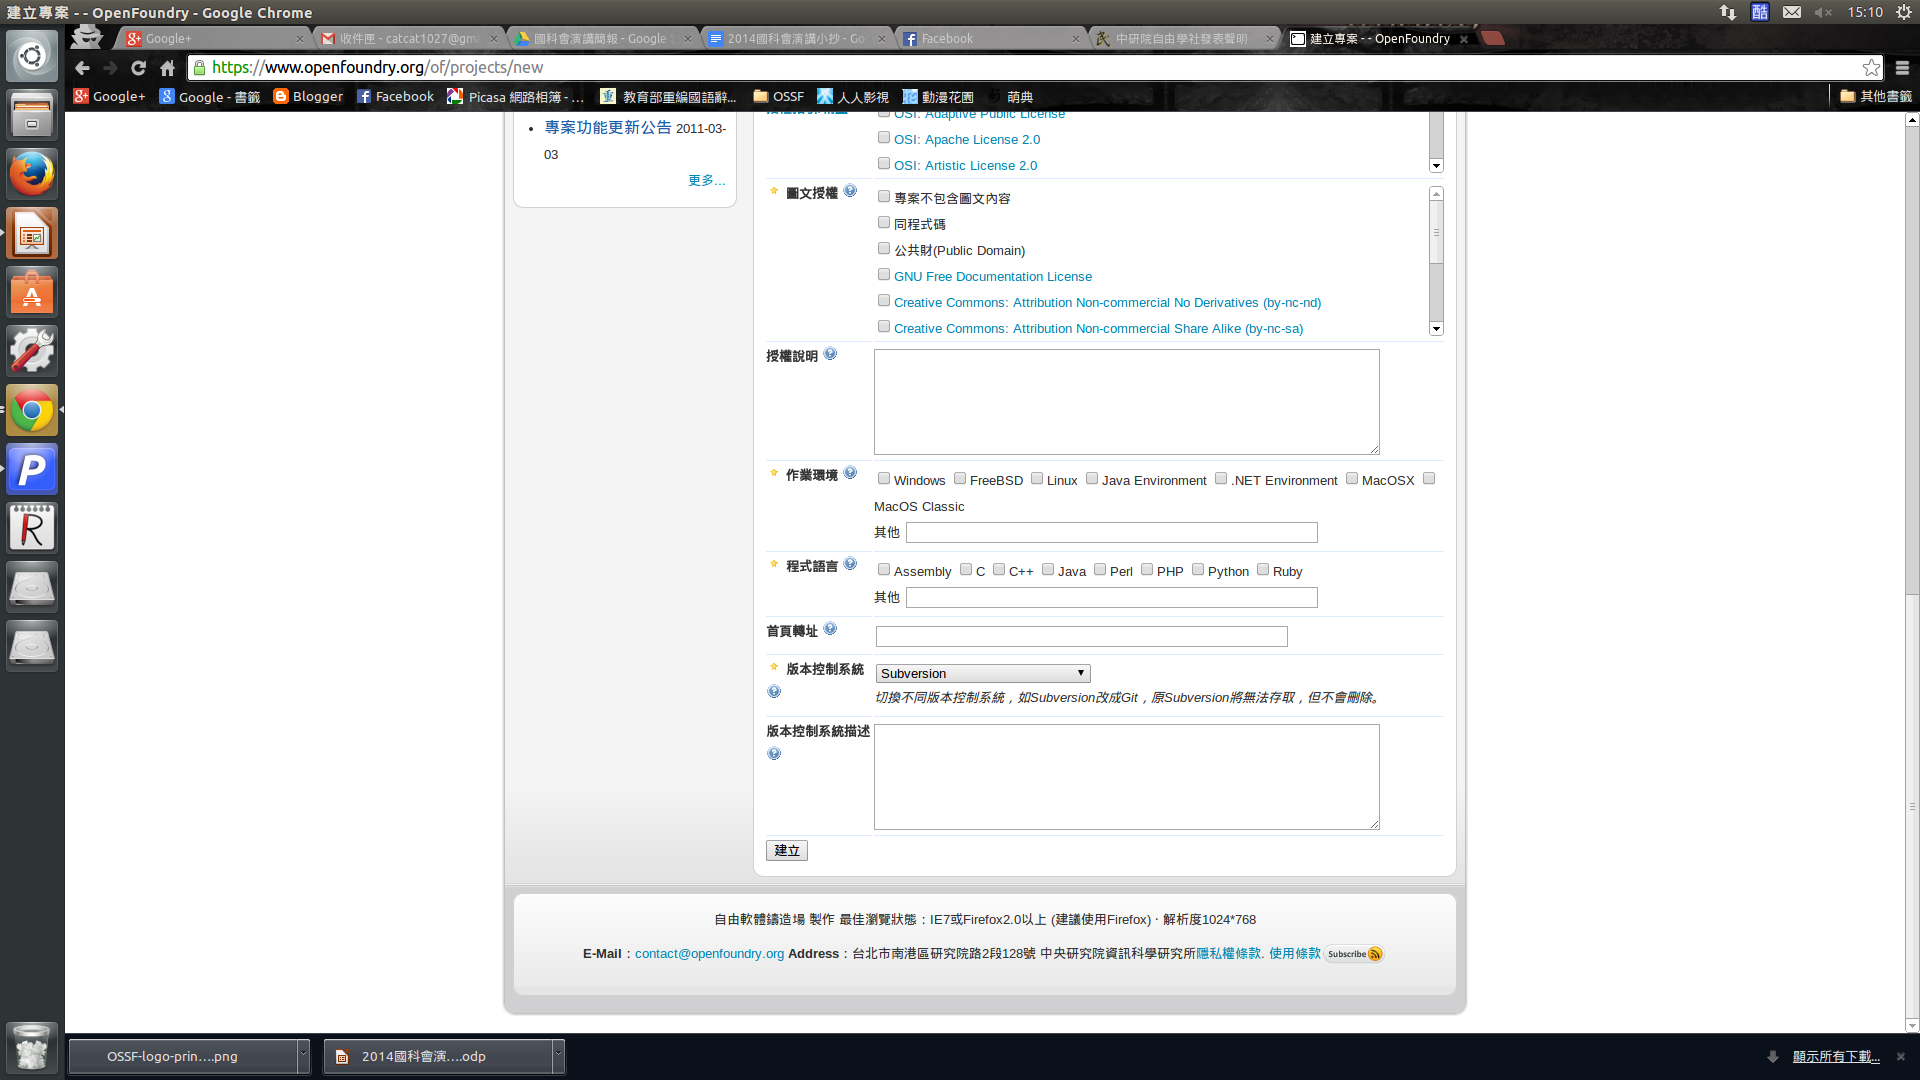 建立專案 - - OpenFoundry - Google Chrome
15:10
Google+
收件匣 - catcat1027@gma
國科會演講簡報 - Google
2014國科會演講小抄 - Goo
Facebook
中研院自由學社發表聲明
建立專案 - - OpenFoundry
https://www.openfoundry.org/of/projects/new
Google+
Google - 書籤
Blogger
Facebook
Picasa 網路相簿 - ...
教育部重編國語辭...
OSSF
人人影視
動漫花園
萌典
其他書籤
專案功能更新公告 2011-03-
03
更多...
OSI: Adaptive Public License
OSI: Apache License 2.0
OSI: Artistic License 2.0
圖文授權
專案不包含圖文內容
同程式碼
公共財(Public Domain)
GNU Free Documentation License
Creative Commons: Attribution Non-commercial No Derivatives (by-nc-nd)
Creative Commons: Attribution Non-commercial Share Alike (by-nc-sa)
授權說明
作業環境
Windows FreeBSD Linux Java Environment .NET Environment MacOSX
MacOS Classic
其他
程式語言
Assembly C C++ Java Perl PHP Python Ruby
其他
首頁轉址
版本控制系統
Subversion
切換不同版本控制系統，如Subversion改成Git，原Subversion將無法存取，但不會刪除。
版本控制系統描述
建立
自由軟體鑄造場 製作 最佳瀏覽狀態：IE7或Firefox2.0以上 (建議使用Firefox)．解析度1024*768
E-Mail：contact@openfoundry.org Address：台北市南港區研究院路2段128號 中央研究院資訊科學研究所隱私權條款. 使用條款 Subscribe
OSSF-logo-prin....png
2014國科會演....odp
顯示所有下載...